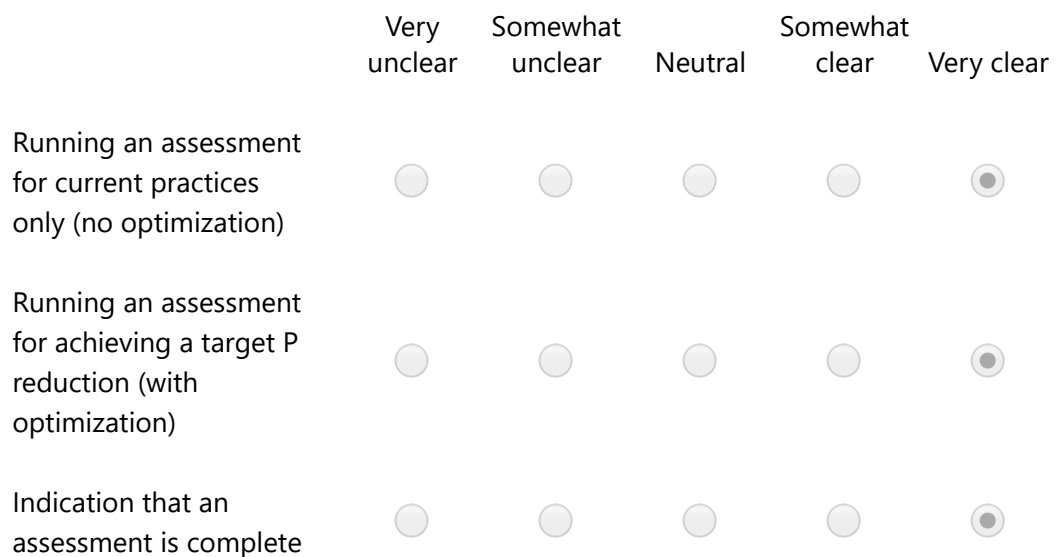 Very Somewhat Somewhat
unclear unclear Neutral clear Very clear
Running an assessment
for current practices
only (no optimization)
Running an assessment
for achieving a target P
reduction (with
optimization)
Indication that an
assessment is complete